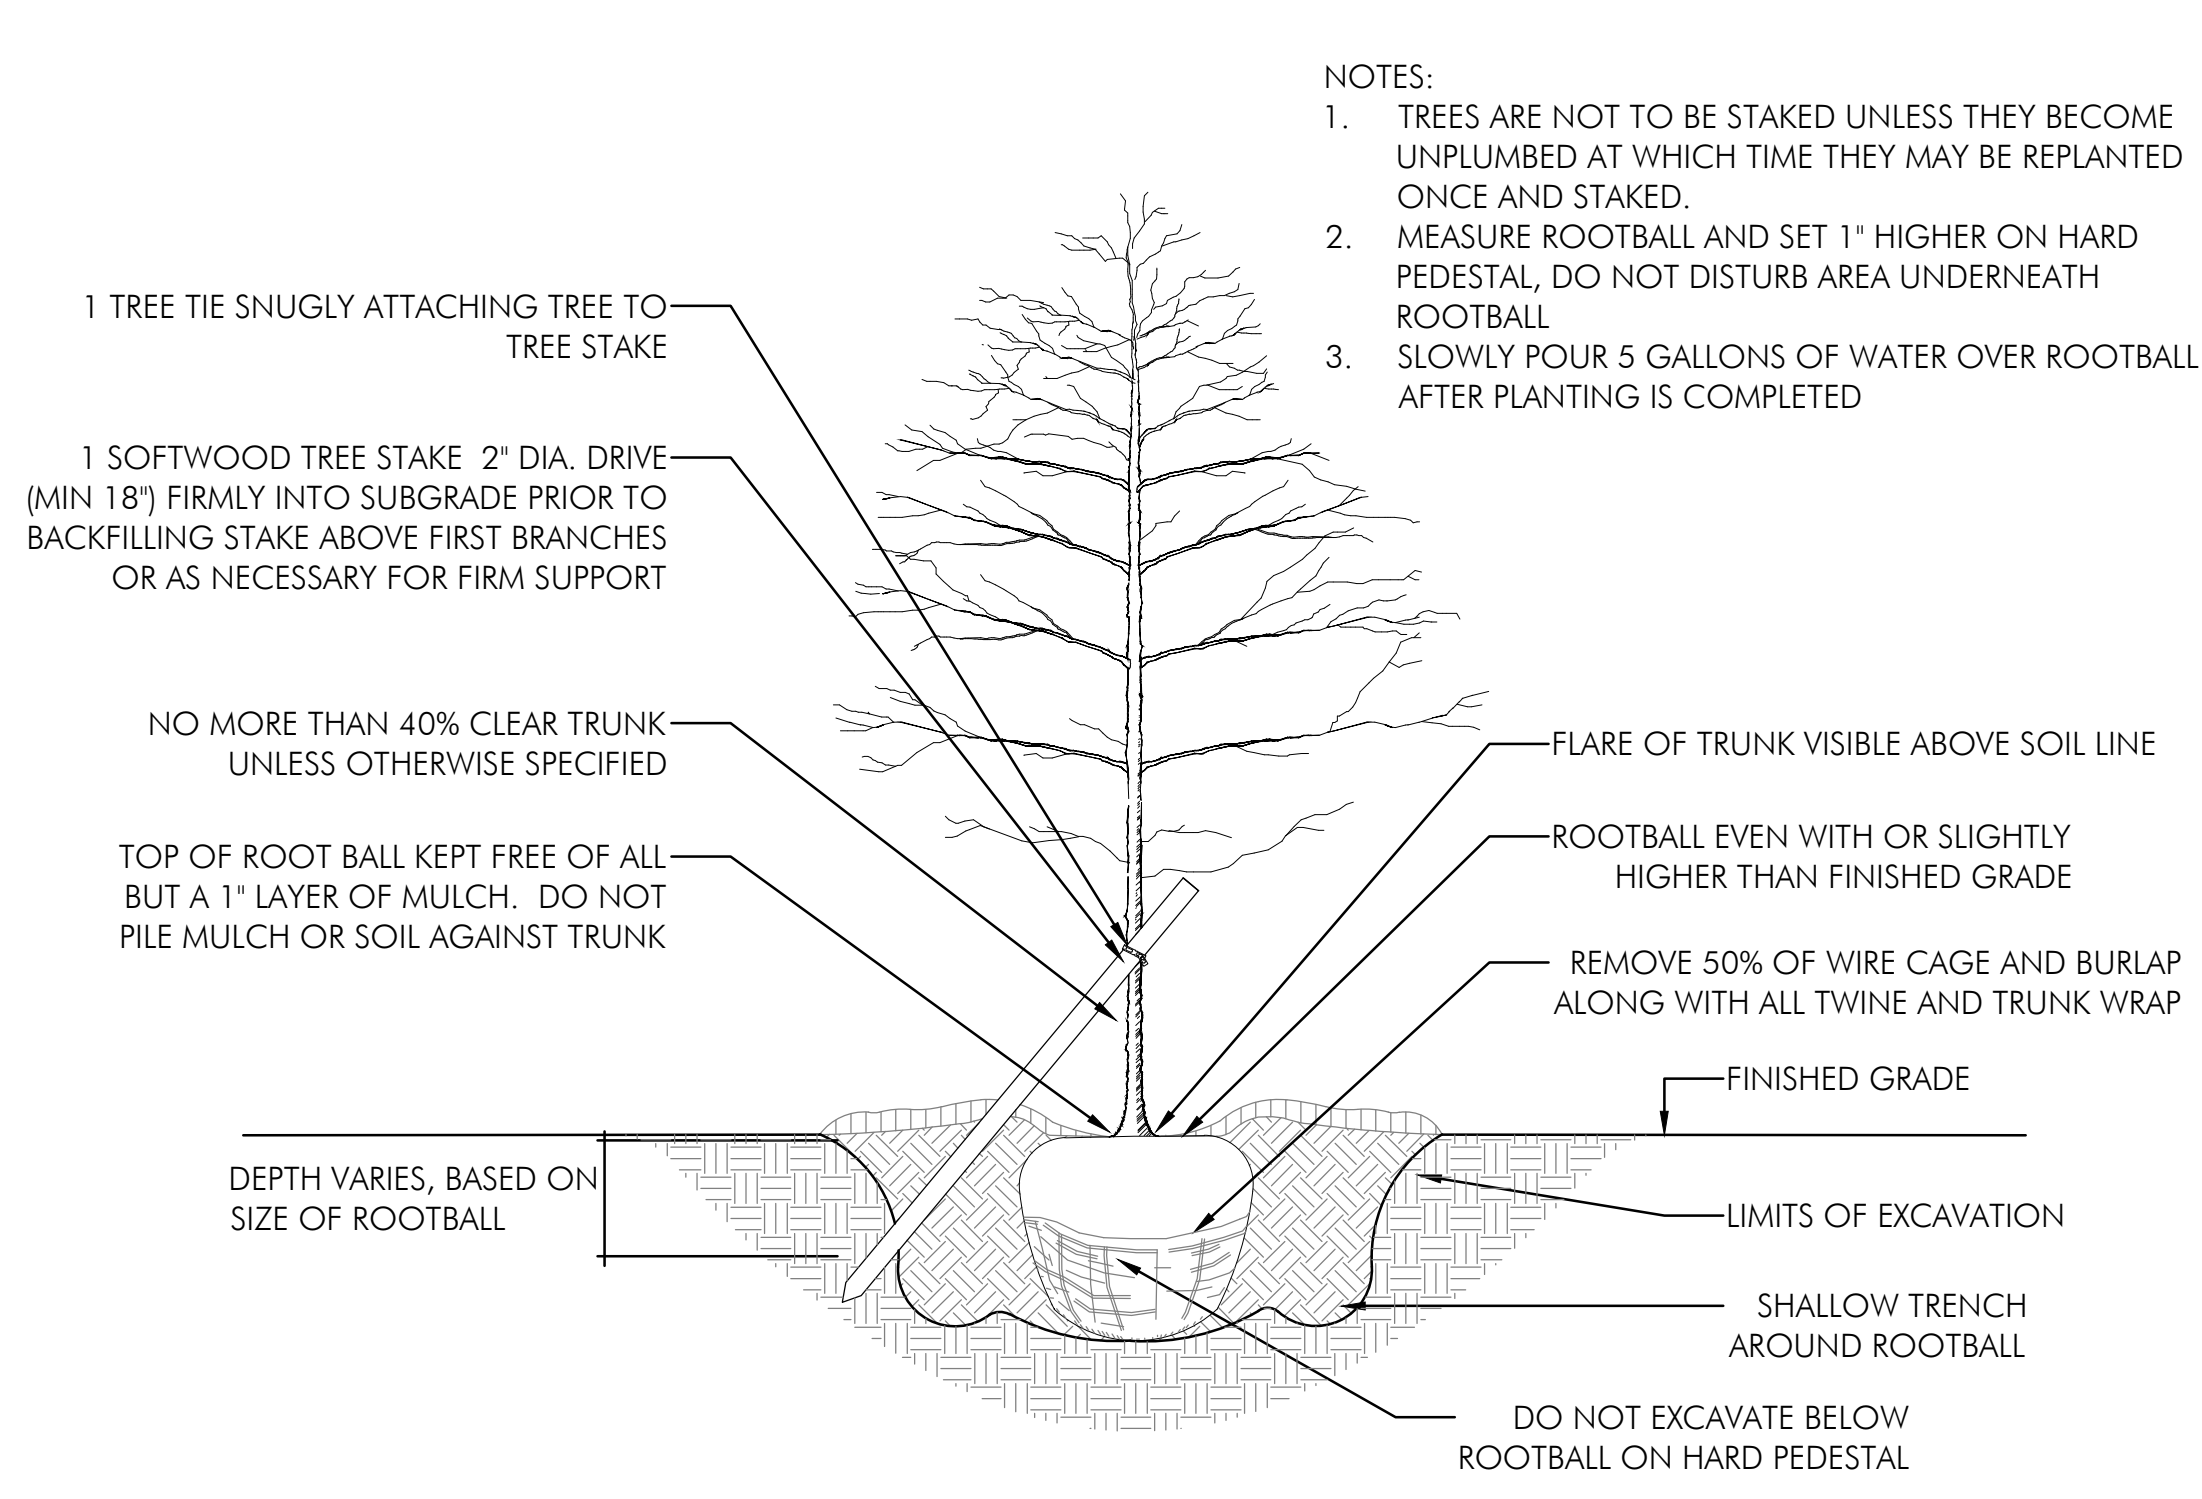 NOTES:
1. TREES ARE NOT TO BE STAKED UNLESS THEY BECOME
UNPLUMBED AT WHICH TIME THEY MAY BE REPLANTED
ONCE AND STAKED.
2. MEASURE ROOTBALL AND SET 1" HIGHER ON HARD
PEDESTAL, DO NOT DISTURB AREA UNDERNEATH
ROOTBALL
3. SLOWLY POUR 5 GALLONS OF WATER OVER ROOTBALL
AFTER PLANTING IS COMPLETED
1 TREE TIE SNUGLY ATTACHING TREE TO
TREE STAKE
1 SOFTWOOD TREE STAKE 2" DIA. DRIVE
(MIN 18") FIRMLY INTO SUBGRADE PRIOR TO
BACKFILLING STAKE ABOVE FIRST BRANCHES
OR AS NECESSARY FOR FIRM SUPPORT
NO MORE THAN 40% CLEAR TRUNK
UNLESS OTHERWISE SPECIFIED
TOP OF ROOT BALL KEPT FREE OF ALL
BUT A 1" LAYER OF MULCH. DO NOT
PILE MULCH OR SOIL AGAINST TRUNK
DEPTH VARIES, BASED ON
SIZE OF ROOTBALL
FLARE OF TRUNK VISIBLE ABOVE SOIL LINE
ROOTBALL EVEN WITH OR SLIGHTLY
HIGHER THAN FINISHED GRADE
REMOVE 50% OF WIRE CAGE AND BURLAP
ALONG WITH ALL TWINE AND TRUNK WRAP
FINISHED GRADE
LIMITS OF EXCAVATION
SHALLOW TRENCH
AROUND ROOTBALL
DO NOT EXCAVATE BELOW
ROOTBALL ON HARD PEDESTAL